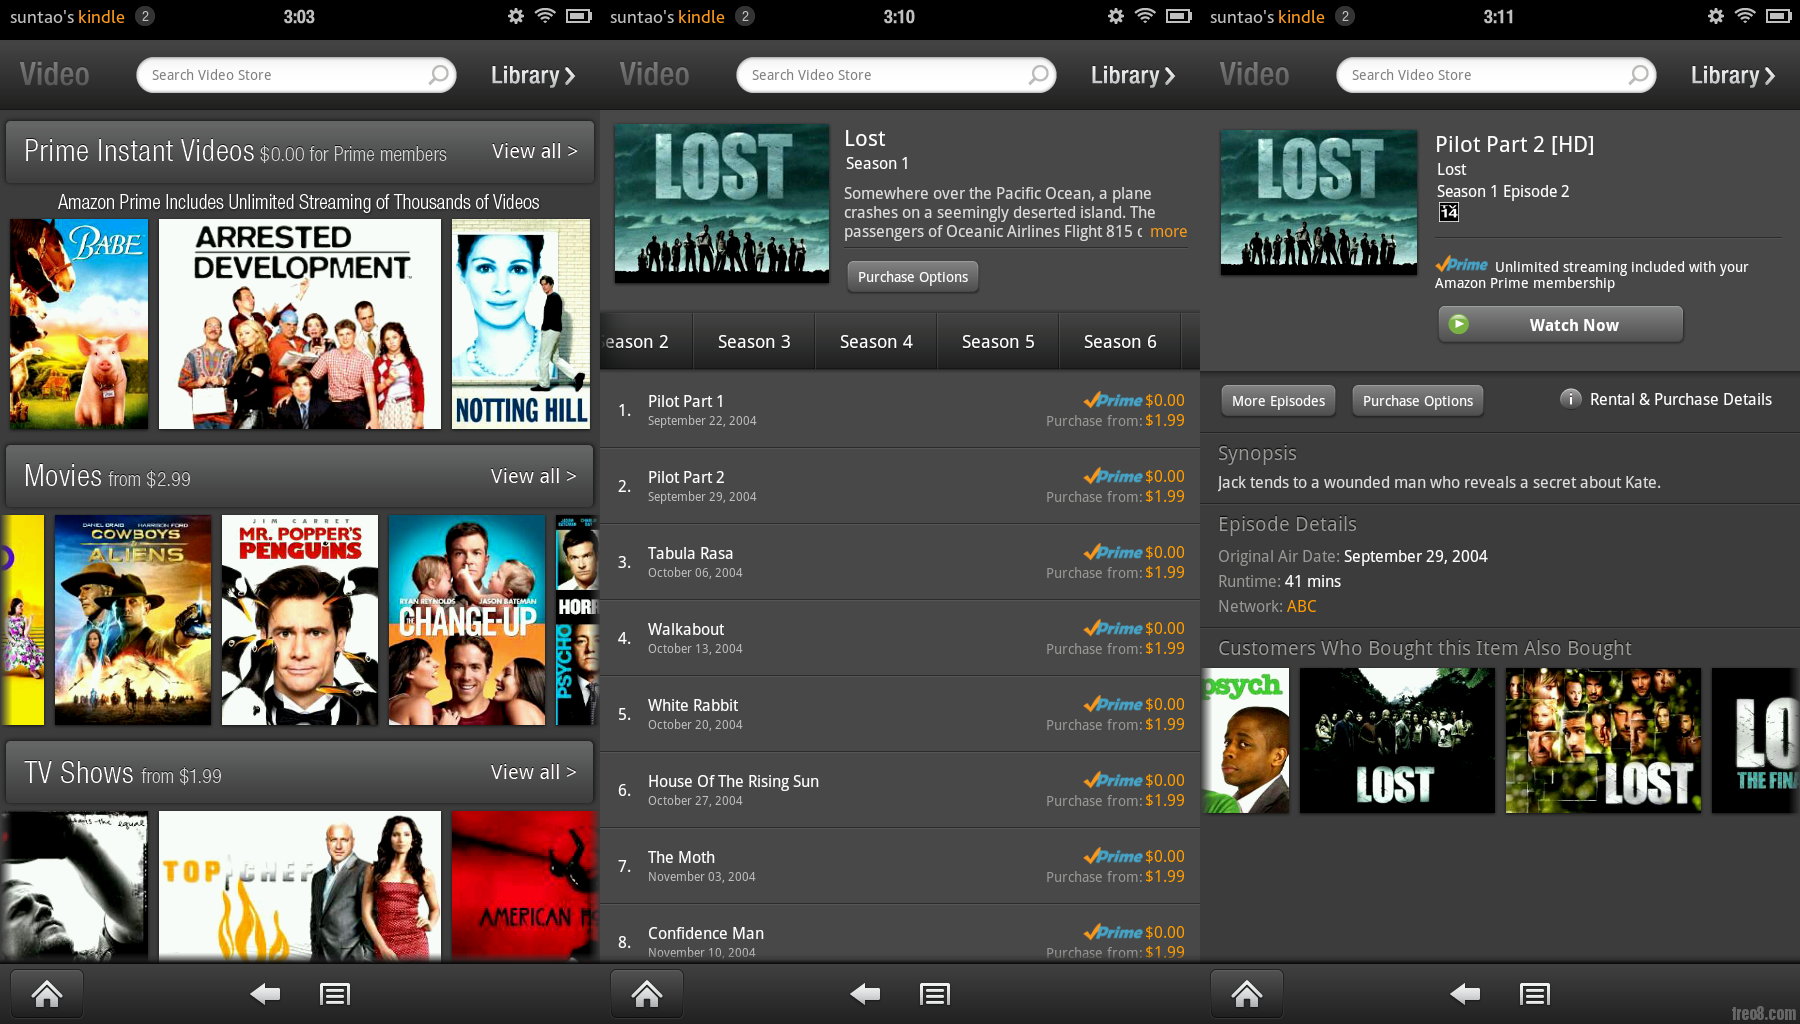 suntao's kindle 2 3:03
Video Search Video Store Library
Prime Instant Videos $0.00 for Prime members View all >
Amazon Prime Includes Unlimited Streaming of Thousands of Videos
BABE
ARRESTED
DEVELOPMENT
NOTTING HILL
Movies from $2.99 View all >
DANIEL CRAIG HARRISON FORD
COWBOYS
ALIENS
JIM CARREY
MR. POPPER'S
PENGUINS
RYAN REYNOLDS JASON BATEMAN
THE
CHANGE-UP
HORR
PSYCHO
TV Shows from $1.99 View all >
TOP CHEF
AMERICAN
suntao's kindle 2 3:10
Video Search Video Store Library
LOST
Lost
Season 1
Somewhere over the Pacific Ocean, a plane
crashes on a seemingly deserted island. The
passengers of Oceanic Airlines Flight 815 more
Purchase Options
Season 2 Season 3 Season 4 Season 5 Season 6
1. Pilot Part 1 Prime $0.00
September 22, 2004 Purchase from: $1.99
2. Pilot Part 2 Prime $0.00
September 29, 2004 Purchase from: $1.99
3. Tabula Rasa Prime $0.00
October 06, 2004 Purchase from: $1.99
4. Walkabout Prime $0.00
October 13, 2004 Purchase from: $1.99
5. White Rabbit Prime $0.00
October 20, 2004 Purchase from: $1.99
6. House Of The Rising Sun Prime $0.00
October 27, 2004 Purchase from: $1.99
7. The Moth Prime $0.00
November 03, 2004 Purchase from: $1.99
8. Confidence Man Prime $0.00
November 10, 2004 Purchase from: $1.99
suntao's kindle 2 3:11
Video Search Video Store Library
LOST
Pilot Part 2 [HD]
Lost
Season 1 Episode 2
14
Prime Unlimited streaming included with your
Amazon Prime membership
Watch Now
More Episodes Purchase Options i Rental & Purchase Details
Synopsis
Jack tends to a wounded man who reveals a secret about Kate.
Episode Details
Original Air Date: September 29, 2004
Runtime: 41 mins
Network: ABC
Customers Who Bought this Item Also Bought
psych
LOST
LOST
LO
THE FINA
treo8.com